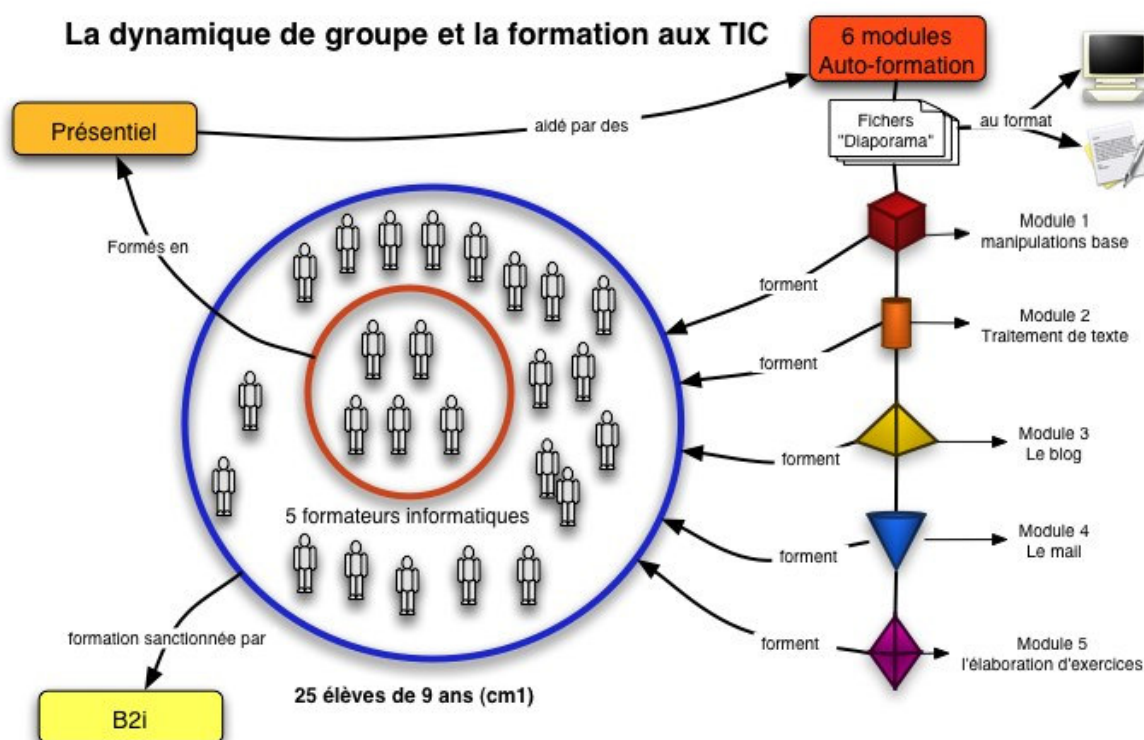 La dynamique de groupe et la formation aux TIC
6 modules
Auto-formation
Présentiel
aidé par des
Fichers
"Diaporama"
au format
Formés en
Module 1
manipulations base
forment
Module 2
Traitement de texte
forment
Module 3
Le blog
forment
5 formateurs informatiques
Module 4
Le mail
forment
formation sanctionnée par
Module 5
l'élaboration d'exercices
forment
25 élèves de 9 ans (cm1)
B2i